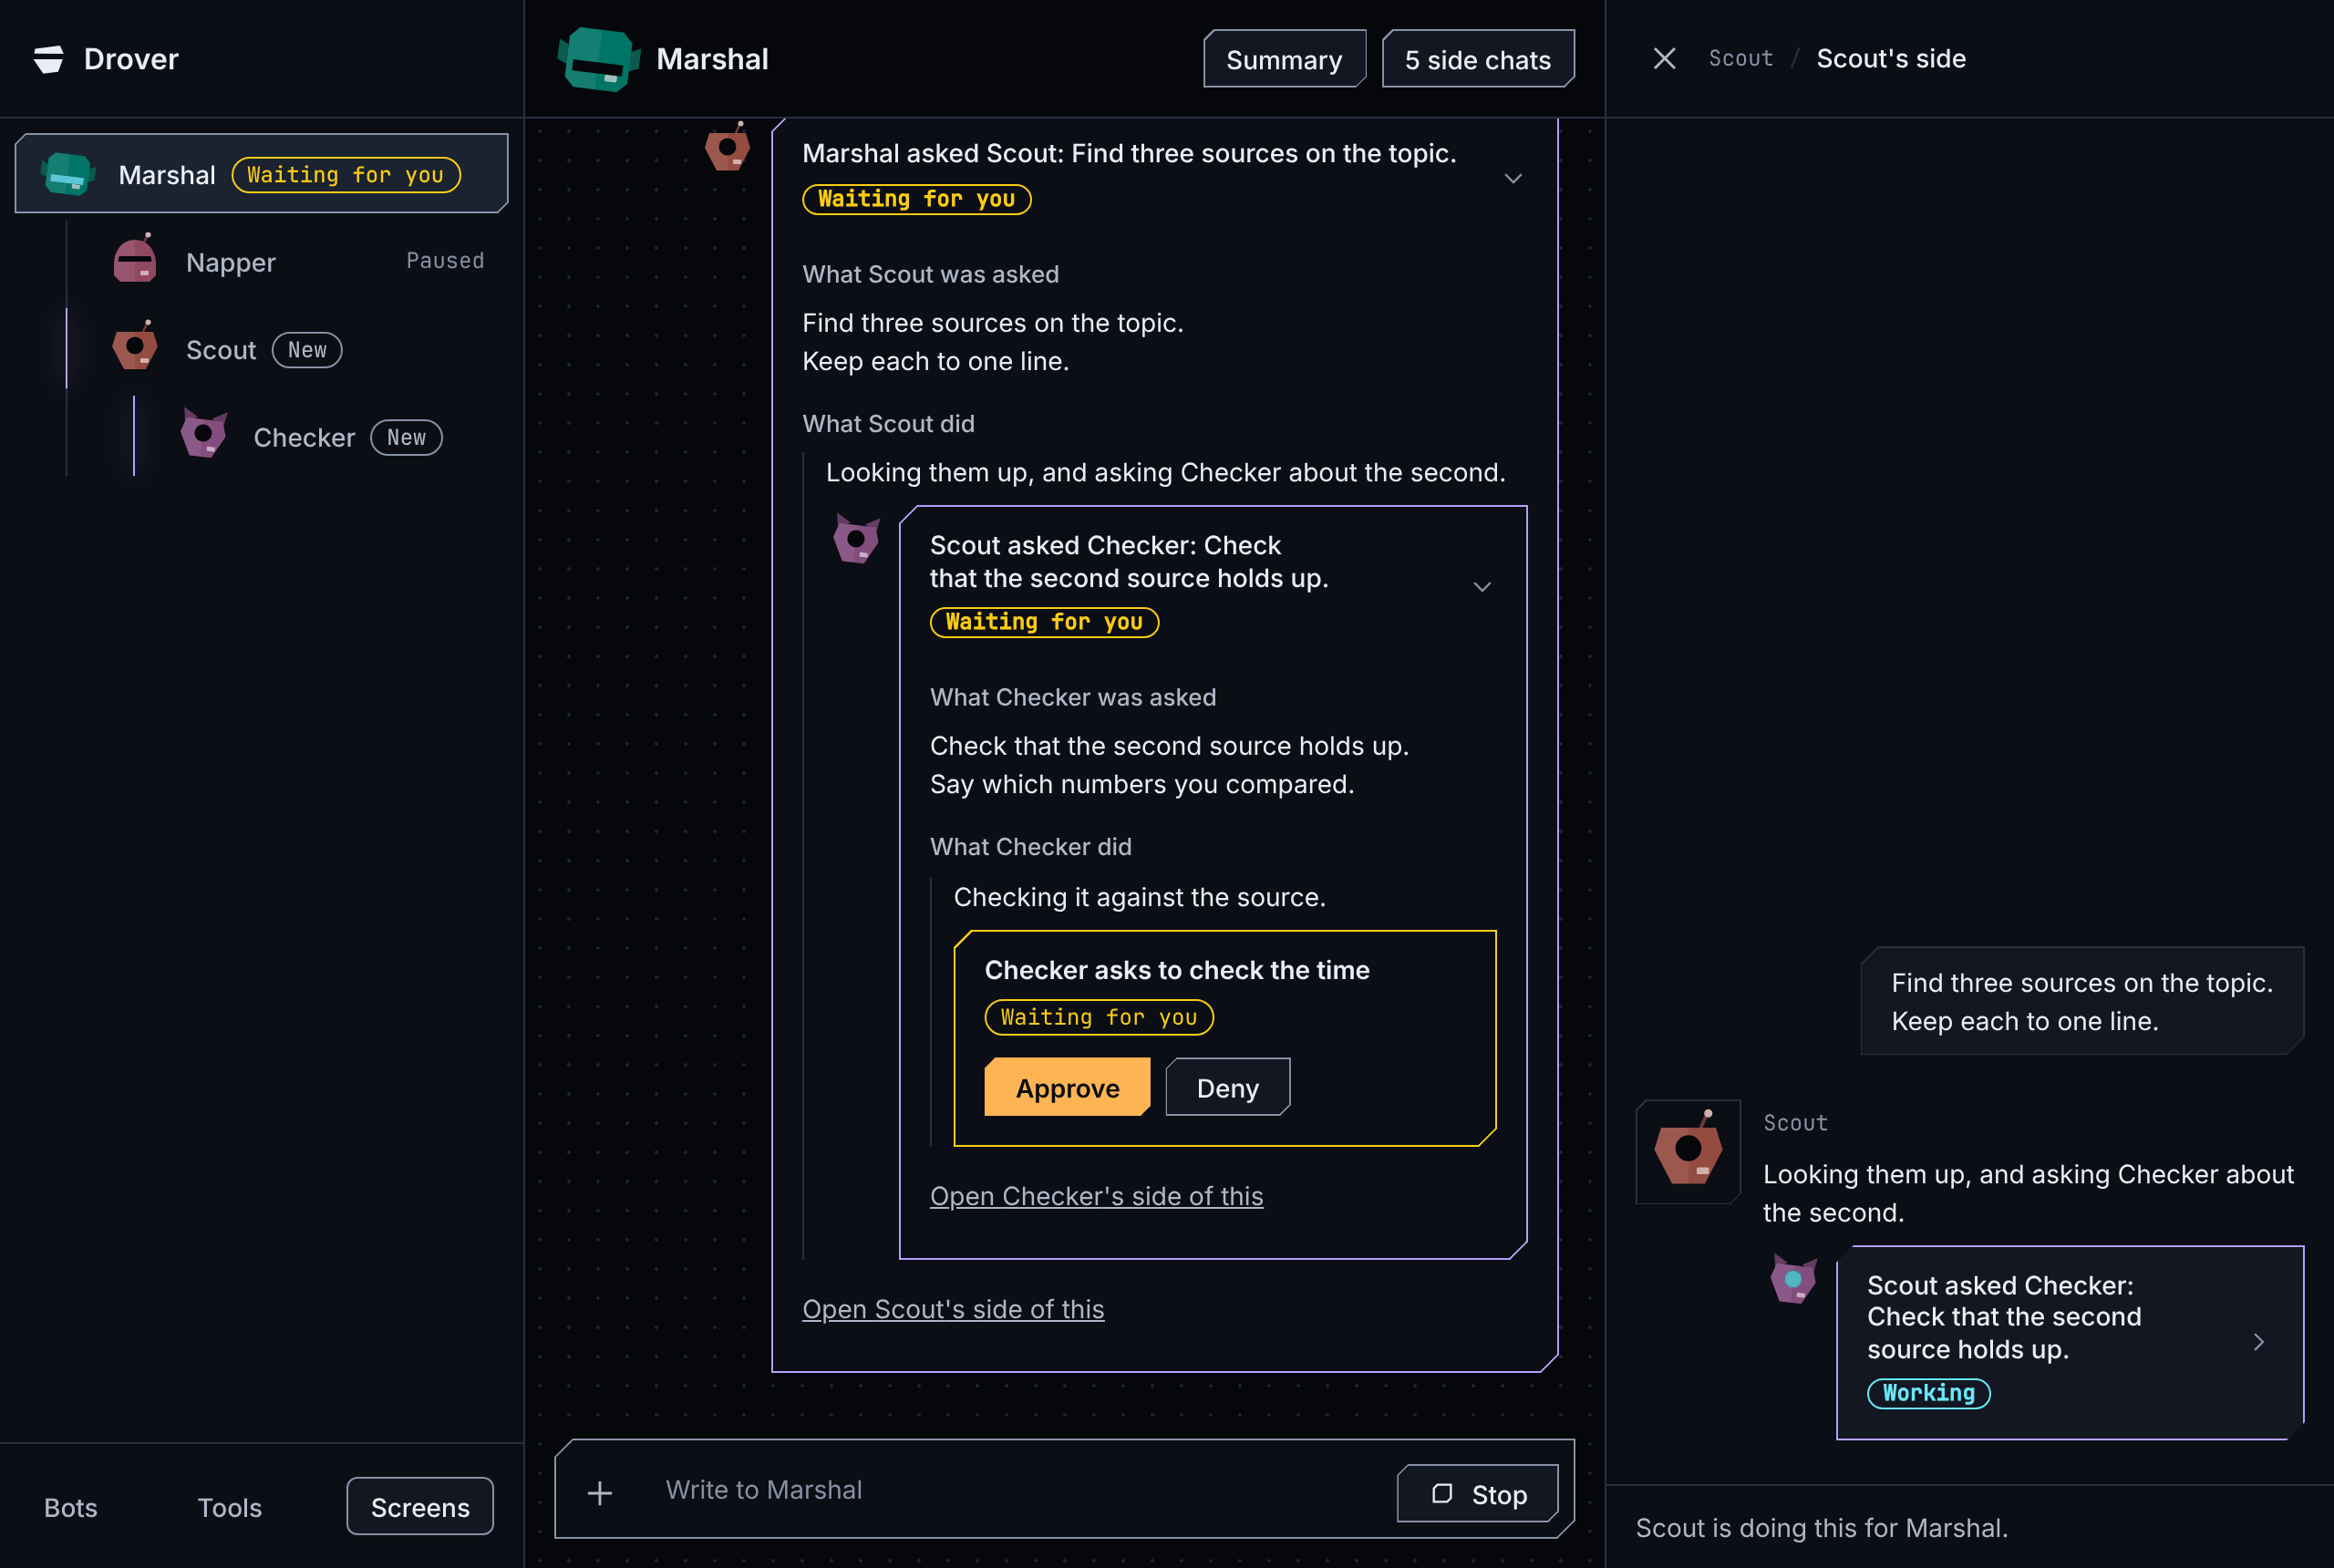 Drover
Marshal Waiting for you
Napper Paused
Scout New
Checker New
Bots Tools Screens
Marshal Summary 5 side chats
Marshal asked Scout: Find three sources on the topic.
Waiting for you
What Scout was asked
Find three sources on the topic.
Keep each to one line.
What Scout did
Looking them up, and asking Checker about the second.
Scout asked Checker: Check
that the second source holds up.
Waiting for you
What Checker was asked
Check that the second source holds up.
Say which numbers you compared.
What Checker did
Checking it against the source.
Checker asks to check the time
Waiting for you
Approve Deny
Open Checker's side of this
Open Scout's side of this
Write to Marshal Stop
Scout / Scout's side
Find three sources on the topic.
Keep each to one line.
Scout
Looking them up, and asking Checker about
the second.
Scout asked Checker:
Check that the second
source holds up.
Working
Scout is doing this for Marshal.